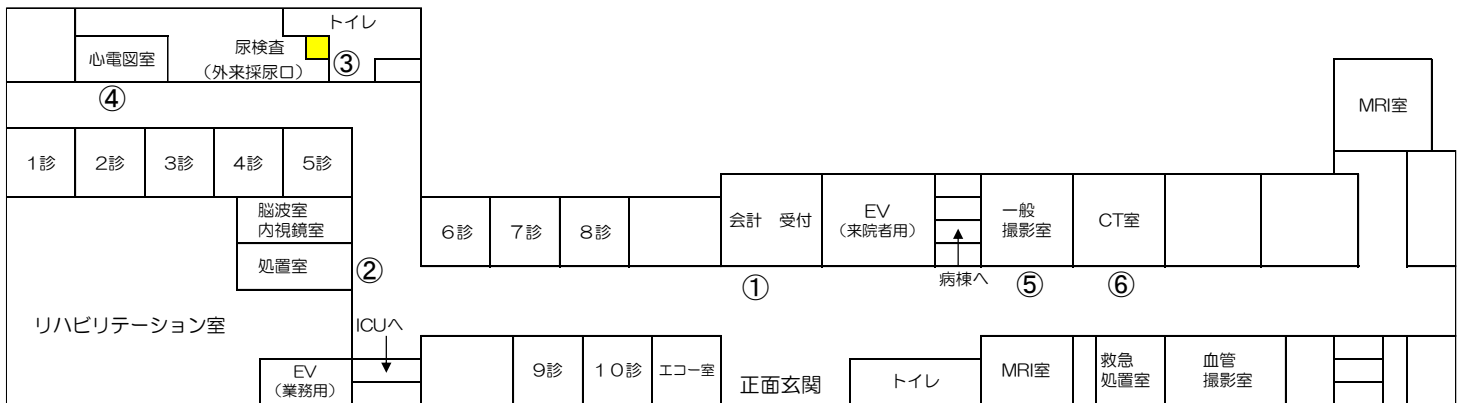 トイレ
尿検査
（外来採尿口）
③
心電図室
④
MRI室
1診
2診
3診
4診
5診
脳波室
内視鏡室
処置室
②
6診
7診
8診
会計　受付
①
EV
（来院者用）
病棟へ
一般
撮影室
⑤
CT室
⑥
リハビリテーション室
ICUへ
EV
（業務用）
9診
10診
エコー室
正面玄関
トイレ
MRI室
救急
処置室
血管
撮影室